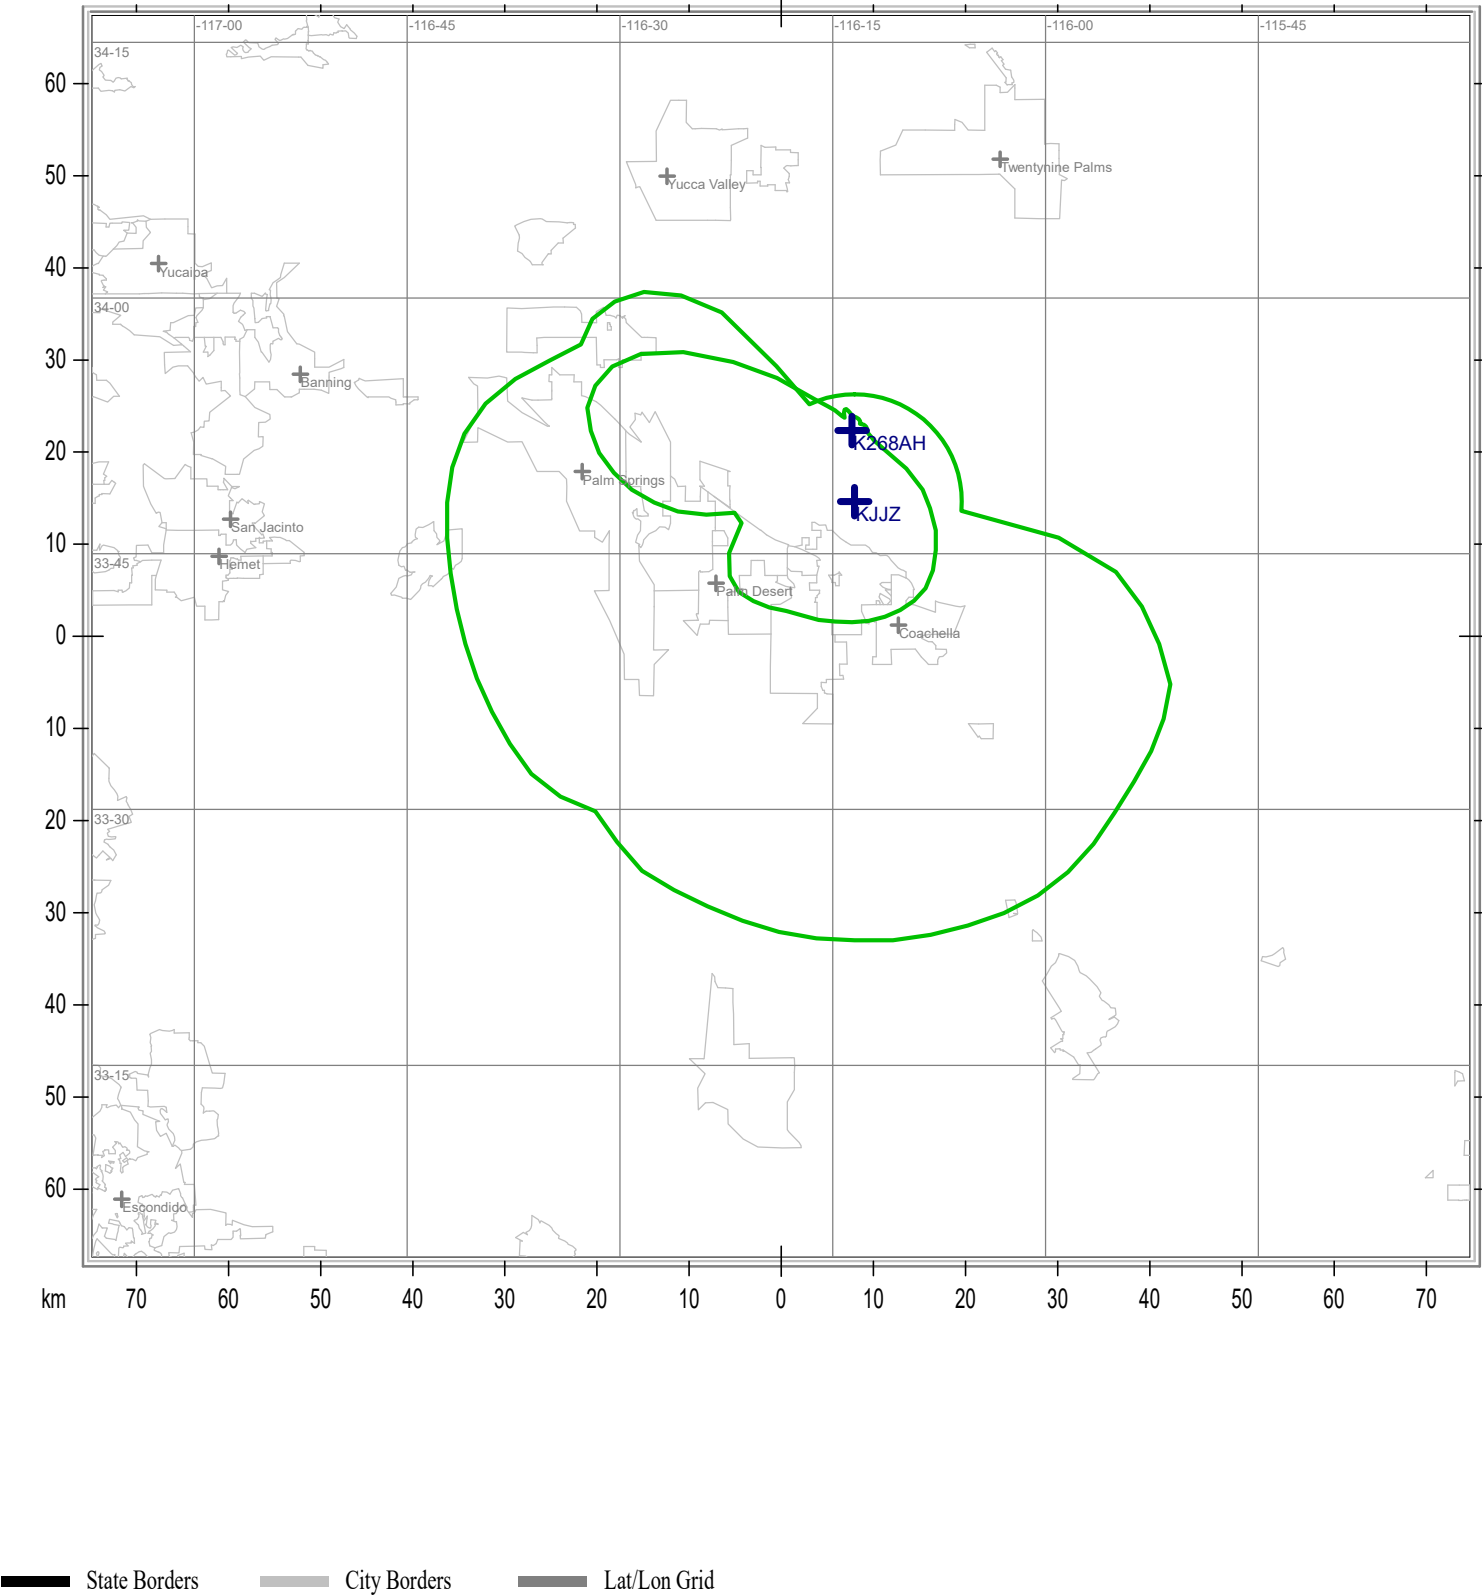 -117-00 -116-45 -116-30 -116-15 -116-00 -115-45
34-15
60
50
Yucca Valley
Twentynine Palms
40
Yucaipa
34-00
30
Banning
K268AH
20
Palm Springs
KJJZ
San Jacinto
10
33-45
Hemet
Palm Desert
0
Coachella
10
20
33-30
30
40
33-15
50
60
Escondido
km 70 60 50 40 30 20 10 0 10 20 30 40 50 60 70
State Borders City Borders Lat/Lon Grid